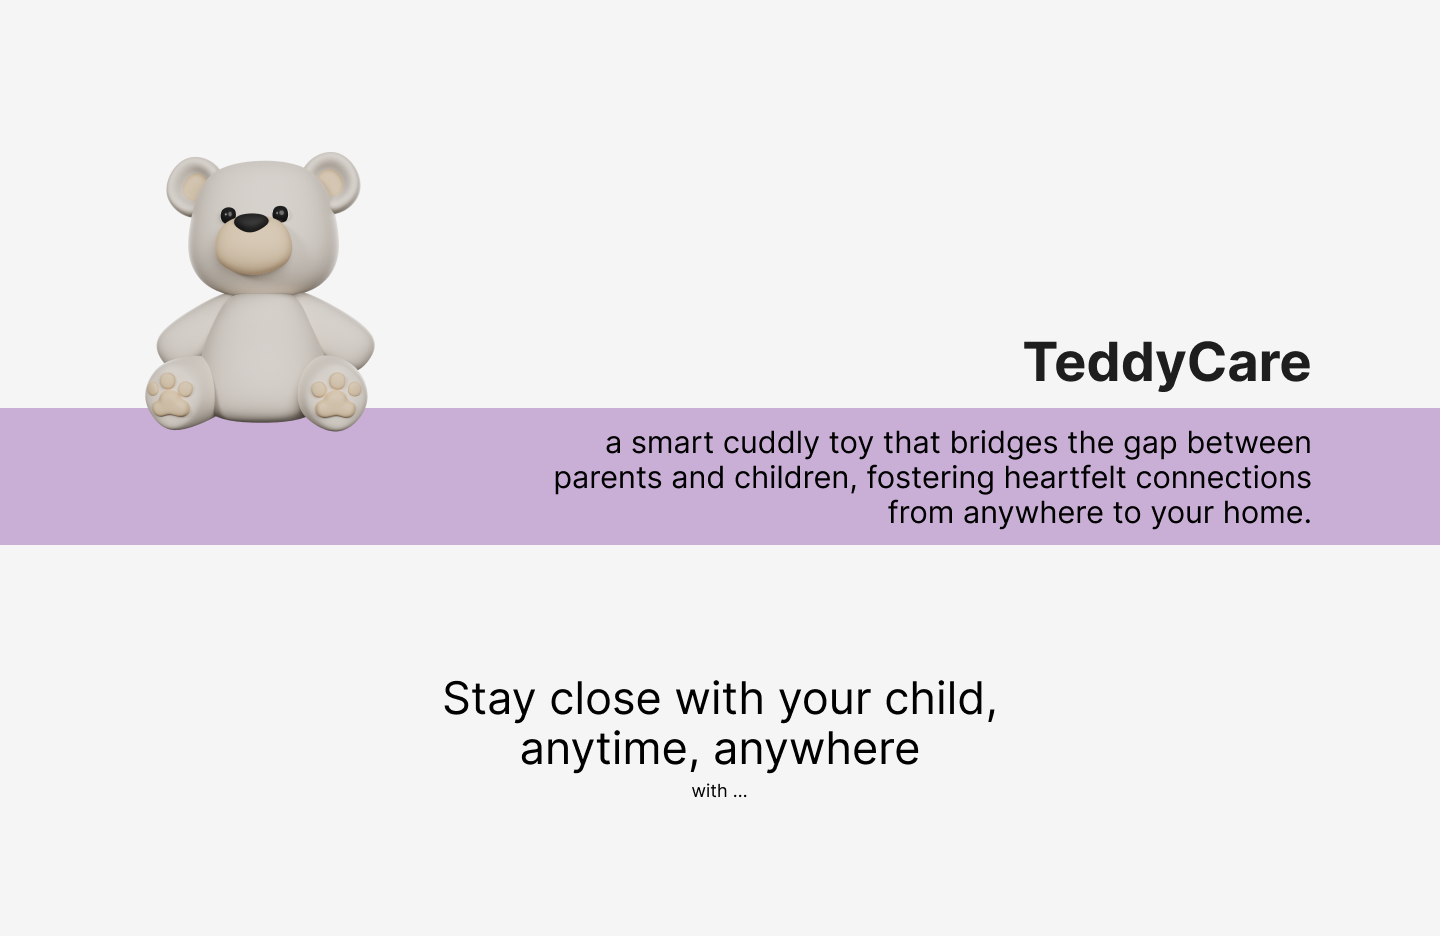 TeddyCare
a smart cuddly toy that bridges the gap between
parents and children, fostering heartfelt connections
from anywhere to your home.
Stay close with your child,
anytime, anywhere
with ...